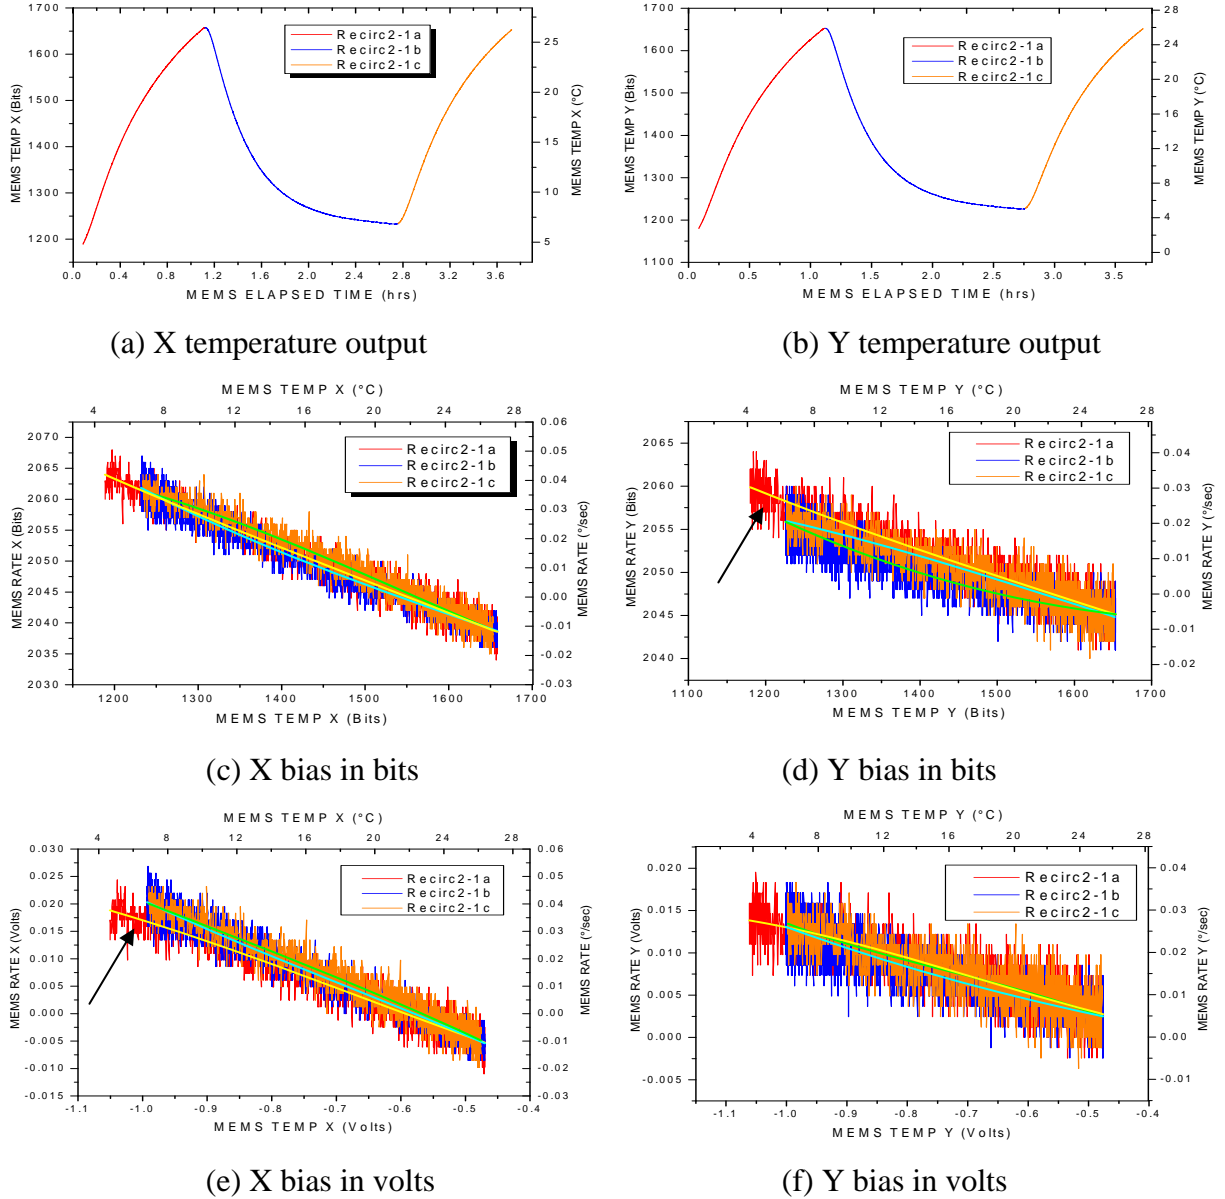 1700
1600
1500
1400
1300
1200
MEMS TEMP X (Bits)
25
20
15
10
5
MEMS TEMP X (°C)
Recirc2-1a
Recirc2-1b
Recirc2-1c
0.0 0.4 0.8 1.2 1.6 2.0 2.4 2.8 3.2 3.6
MEMS ELAPSED TIME (hrs)
(a) X temperature output
1700
1600
1500
1400
1300
1200
1100
MEMS TEMP Y (Bits)
28
24
20
16
12
8
4
0
MEMS TEMP Y (°C)
Recirc2-1a
Recirc2-1b
Recirc2-1c
0.0 0.5 1.0 1.5 2.0 2.5 3.0 3.5
MEMS ELAPSED TIME (hrs)
(b) Y temperature output
MEMS TEMP X (°C)
4 8 12 16 20 24 28
2070
2065
2060
2055
2050
2045
2040
2035
2030
MEMS RATE X (Bits)
0.06
0.05
0.04
0.03
0.02
0.01
0.00
-0.01
-0.02
-0.03
MEMS RATE (°/sec)
Recirc2-1a
Recirc2-1b
Recirc2-1c
1200 1300 1400 1500 1600 1700
MEMS TEMP X (Bits)
(c) X bias in bits
MEMS TEMP Y (°C)
4 8 12 16 20 24 28
2065
2060
2055
2050
2045
2040
MEMS RATE Y (Bits)
0.04
0.03
0.02
0.01
0.00
-0.01
-0.02
MEMS RATE Y (°/sec)
Recirc2-1a
Recirc2-1b
Recirc2-1c
1100 1200 1300 1400 1500 1600 1700
MEMS TEMP Y (Bits)
(d) Y bias in bits
MEMS TEMP X (°C)
4 8 12 16 20 24 28
0.030
0.025
0.020
0.015
0.010
0.005
0.000
-0.005
-0.010
-0.015
MEMS RATE X (Volts)
0.06
0.05
0.04
0.03
0.02
0.01
0.00
-0.01
-0.02
-0.03
MEMS RATE (°/sec)
Recirc2-1a
Recirc2-1b
Recirc2-1c
-1.1 -1.0 -0.9 -0.8 -0.7 -0.6 -0.5 -0.4
MEMS TEMP X (Volts)
(e) X bias in volts
MEMS TEMP Y (°C)
4 8 12 16 20 24 28
0.020
0.015
0.010
0.005
0.000
-0.005
MEMS RATE Y (Volts)
0.04
0.03
0.02
0.01
0.00
-0.01
MEMS RATE Y (°/sec)
Recirc2-1a
Recirc2-1b
Recirc2-1c
-1.1 -1.0 -0.9 -0.8 -0.7 -0.6 -0.5 -0.4
MEMS TEMP Y (Volts)
(f) Y bias in volts